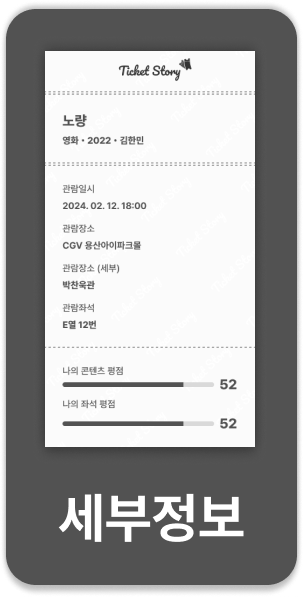 Ticket Story
노량
영화 • 2022 • 김한민
관람일시
2024. 02. 12. 18:00
관람장소
CGV 용산아이파크몰
관람장소 (세부)
박찬욱관
관람좌석
E열 12번
나의 콘텐츠 평점
52
나의 좌석 평점
52
세부정보